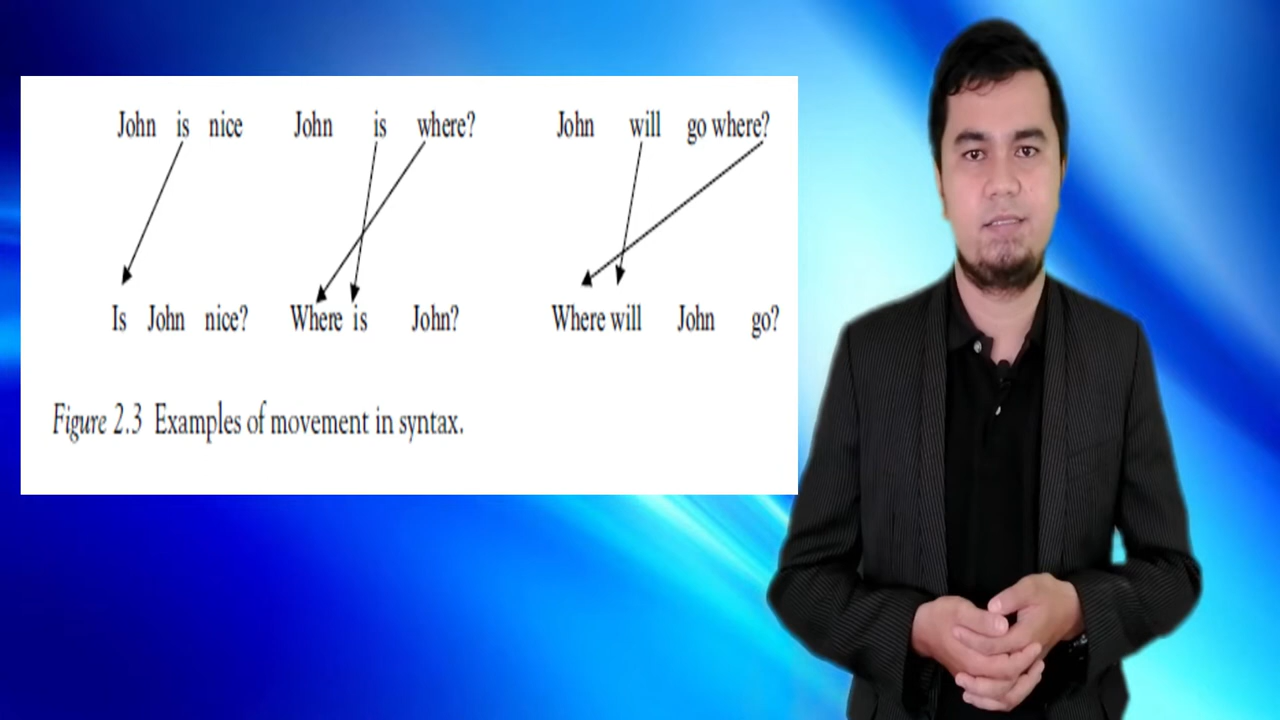 John is nice John is where? John will go where?
Is John nice? Where is John? Where will John go?
Figure 2.3 Examples of movement in syntax.